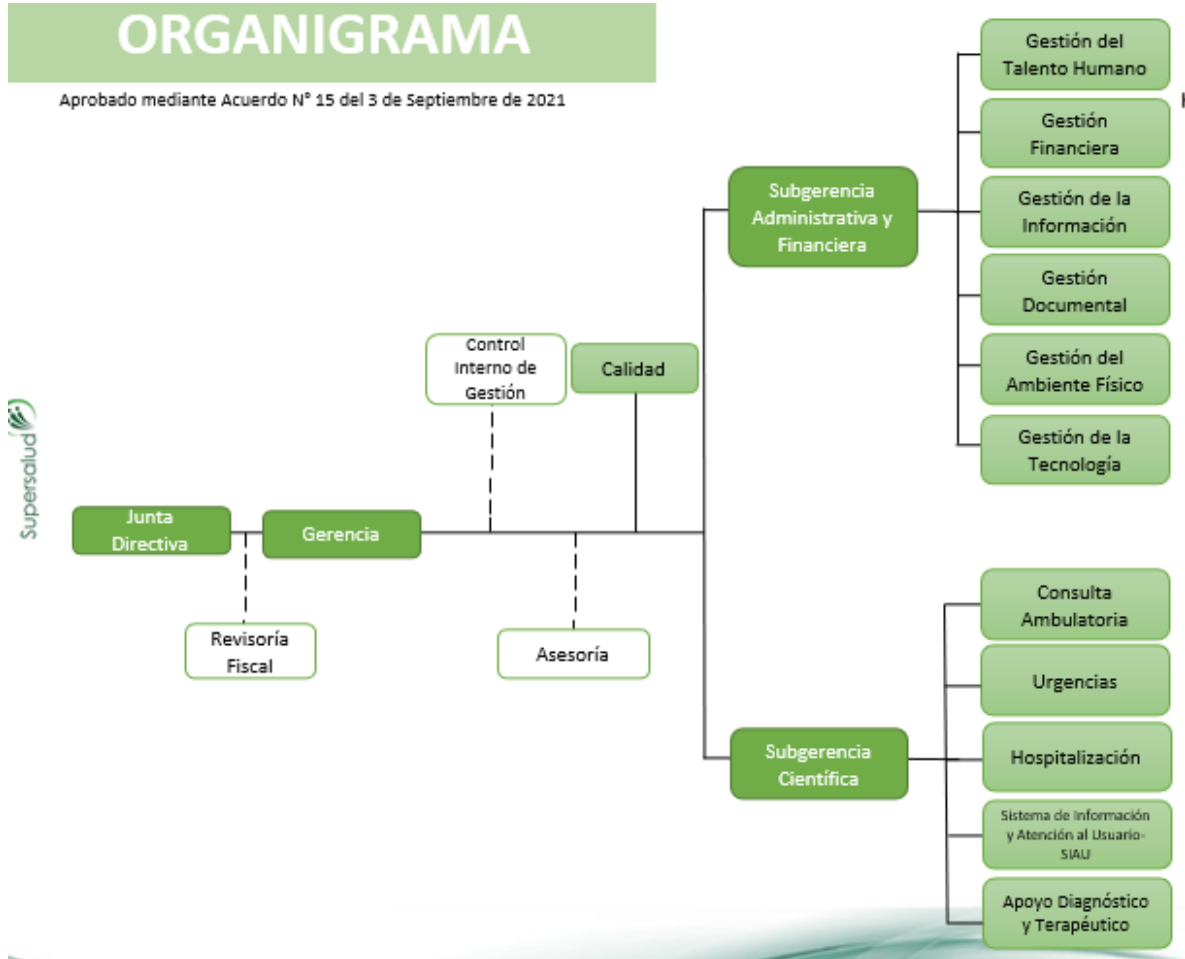 ORGANIGRAMA
Aprobado mediante Acuerdo N° 15 del 3 de Septiembre de 2021
Supersalud
Junta
Directiva
Revisoría
Fiscal
Gerencia
Control
Interno de
Gestión
Calidad
Asesoría
Subgerencia
Administrativa y
Financiera
Gestión del
Talento Humano
Gestión
Financiera
Gestión de la
Información
Gestión
Documental
Gestión del
Ambiente Físico
Gestión de la
Tecnología
Subgerencia
Científica
Consulta
Ambulatoria
Urgencias
Hospitalización
Sistema de Información
y Atención al Usuario-
SIAU
Apoyo Diagnóstico
y Terapéutico